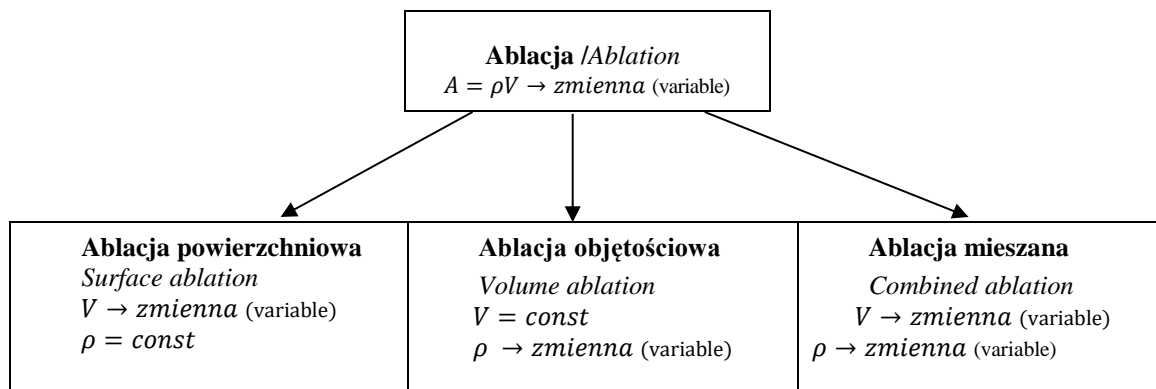 Ablacja /Ablation
A = ρV → zmienna (variable)
Ablacja powierzchniowa
Surface ablation
V → zmienna (variable)
ρ = const
Ablacja objętościowa
Volume ablation
V = const
ρ → zmienna (variable)
Ablacja mieszana
Combined ablation
V → zmienna (variable)
ρ → zmienna (variable)